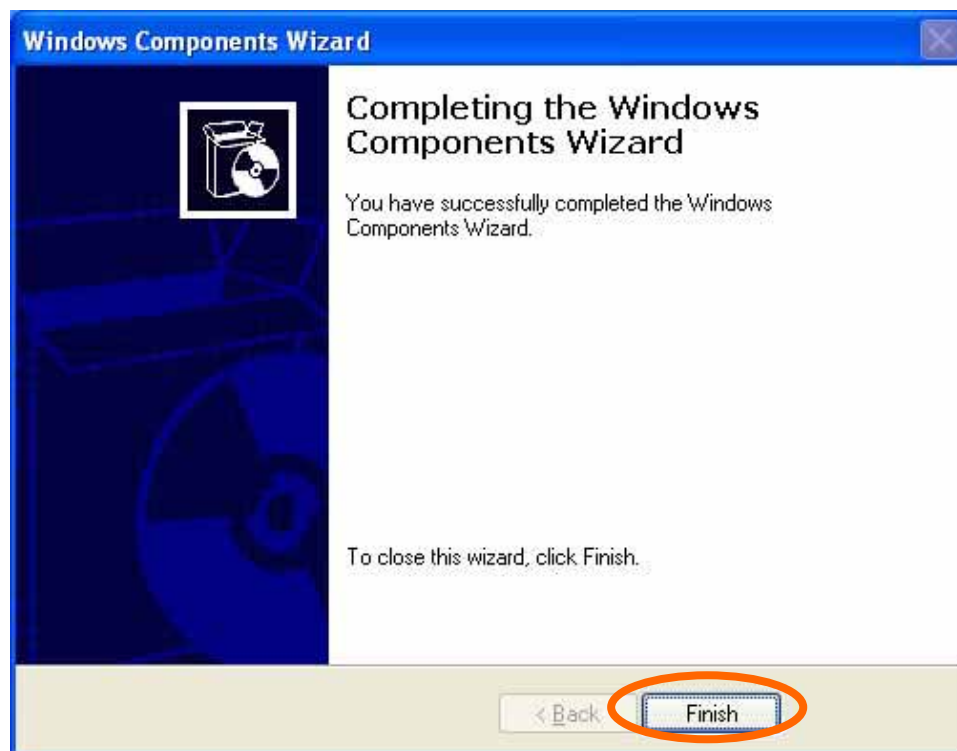 Windows Components Wizard
Completing the Windows
Components Wizard
You have successfully completed the Windows
Components Wizard.
To close this wizard, click Finish.
< Back
Finish